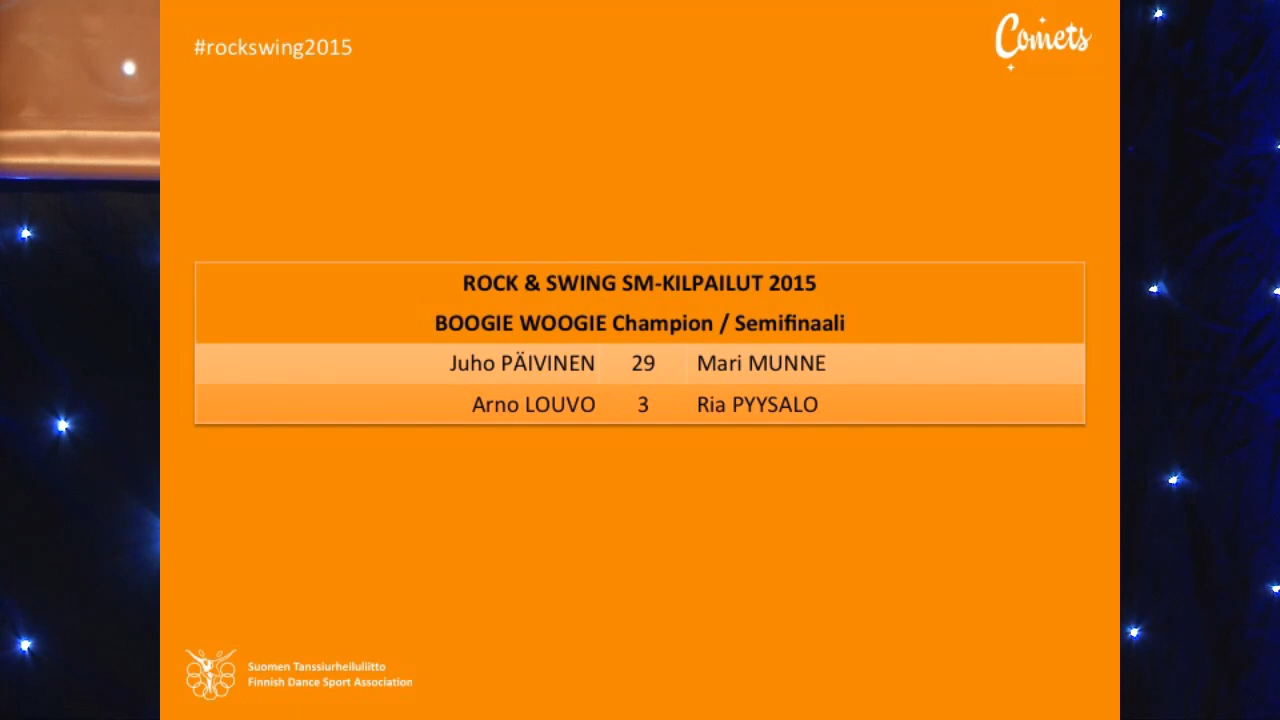 #rockswing2015
Comets
ROCK & SWING SM-KILPAILUT 2015
BOOGIE WOOGIE Champion / Semifinaali
Juho PÄIVINEN 29 Mari MUNNE
Arno LOUVO 3 Ria PYYSALO
Suomen Tanssiurheiluliitto
Finnish Dance Sport Association